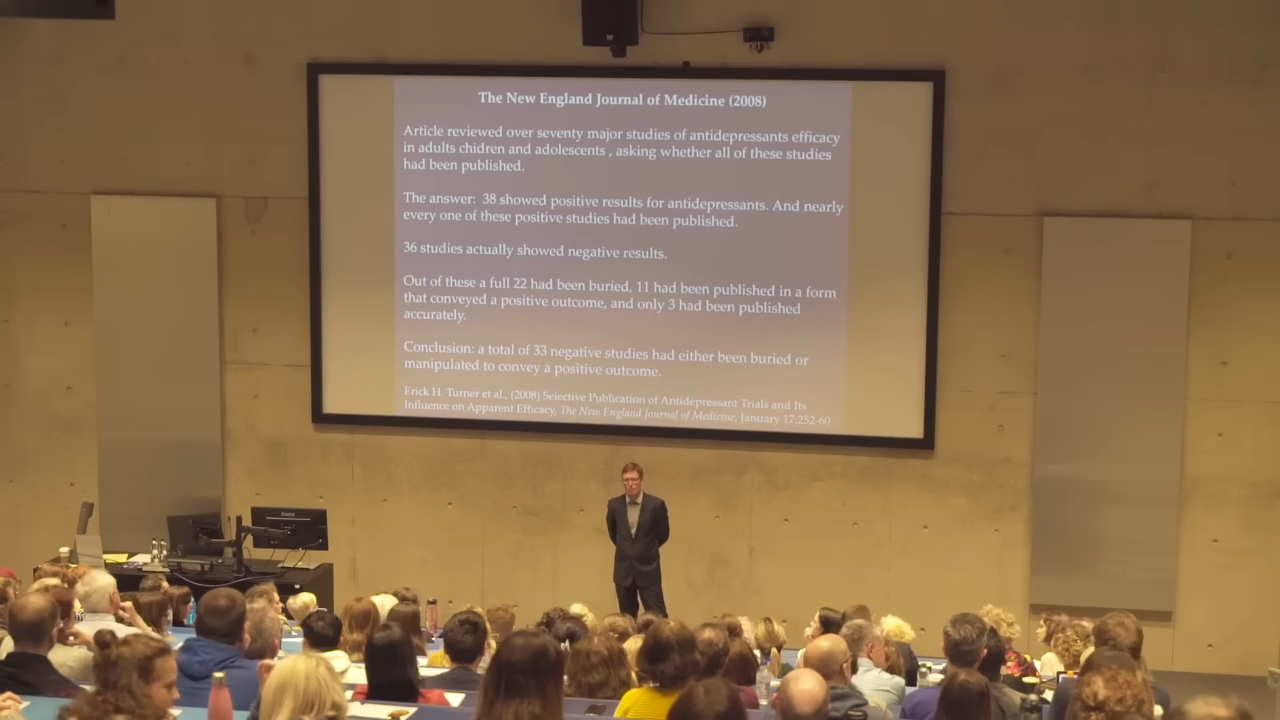 The New England Journal of Medicine (2008)
Article reviewed over seventy major studies of antidepressants efficacy
in adults chidren and adolescents , asking whether all of these studies
had been published.
The answer: 38 showed positive results for antidepressants. And nearly
every one of these positive studies had been published.
36 studies actually showed negative results.
Out of these a full 22 had been buried, 11 had been published in a form
that conveyed a positive outcome, and only 3 had been published
accurately.
Conclusion: a total of 33 negative studies had either been buried or
manipulated to convey a positive outcome.
Erick H. Turner et al., (2008) Selective Publication of Antidepressant Trials and Its
Influence on Apparent Efficacy, The New England Journal of Medicine, January 17:252-60